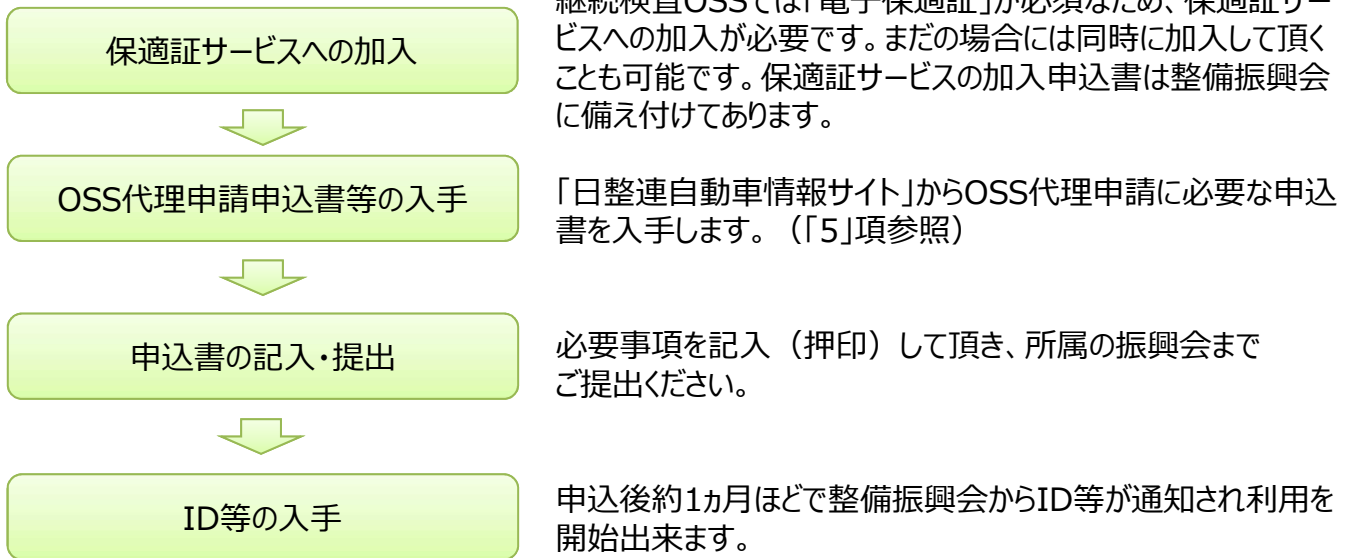 保適証サービスへの加入
継続検査OSSでは「電子保適証」が必須なため、保適証サー
ビスへの加入が必要です。まだの場合には同時に加入して頂く
ことも可能です。保適証サービスの加入申込書は整備振興会
に備え付けてあります。
OSS代理申請申込書等の入手
「日整連自動車情報サイト」からOSS代理申請に必要な申込
書を入手します。（「5」項参照）
申込書の記入・提出
必要事項を記入（押印）して頂き、所属の振興会まで
ご提出ください。
ID等の入手
申込後約1ヵ月ほどで整備振興会からID等が通知され利用を
開始出来ます。